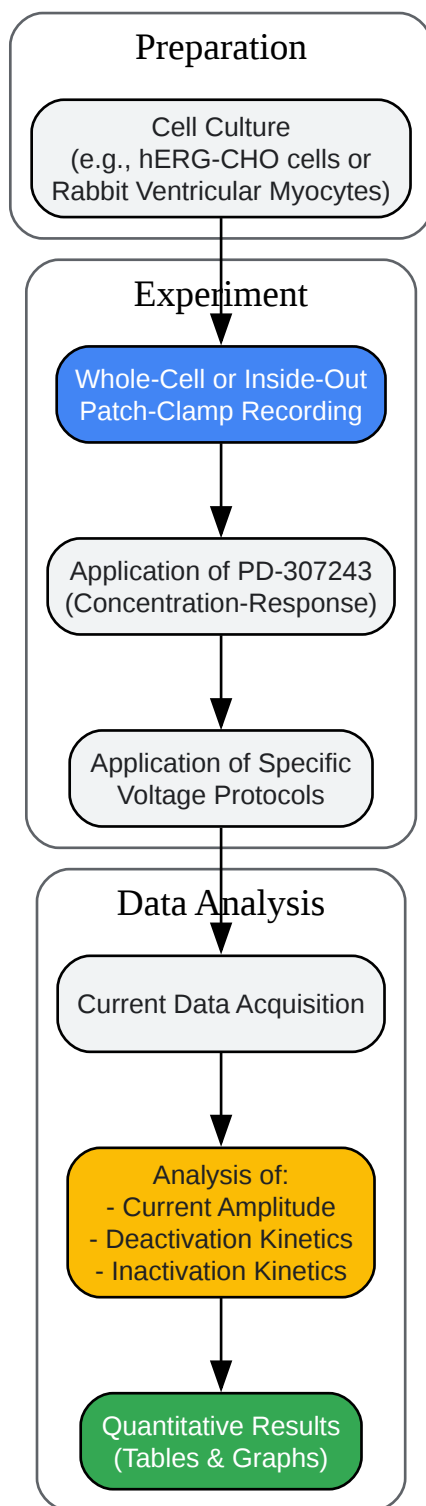 Preparation
Cell Culture
(e.g., hERG-CHO cells or
Rabbit Ventricular Myocytes)
Experiment
Whole-Cell or Inside-Out
Patch-Clamp Recording
Application of PD-307243
(Concentration-Response)
Application of Specific
Voltage Protocols
Data Analysis
Current Data Acquisition
Analysis of:
- Current Amplitude
- Deactivation Kinetics
- Inactivation Kinetics
Quantitative Results
(Tables & Graphs)